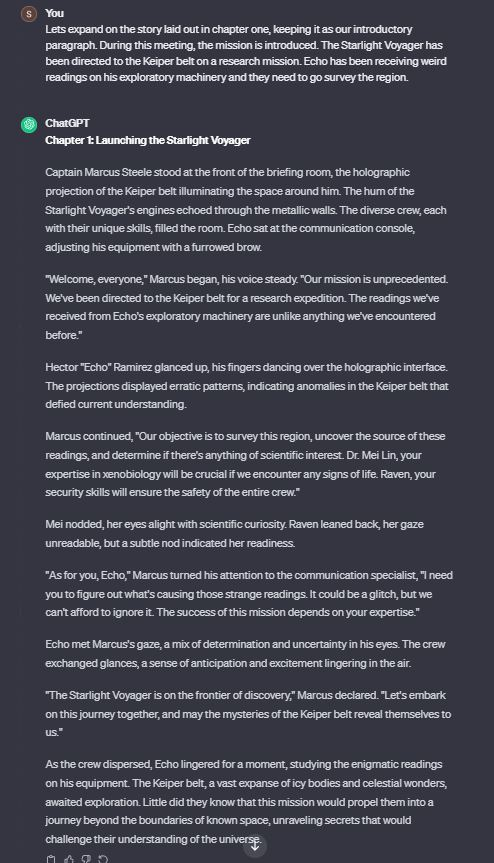 S
You
Lets expand on the story laid out in chapter one, keeping it as our introductory
paragraph. During this meeting, the mission is introduced. The Starlight Voyager has
been directed to the Keiper belt on a research mission. Echo has been receiving weird
readings on his exploratory machinery and they need to go survey the region.
ChatGPT
Chapter 1: Launching the Starlight Voyager
Captain Marcus Steele stood at the front of the briefing room, the holographic
projection of the Keiper belt illuminating the space around him. The hum of the
Starlight Voyager's engines echoed through the metallic walls. The diverse crew, each
with their unique skills, filled the room. Echo sat at the communication console,
adjusting his equipment with a furrowed brow.
"Welcome, everyone," Marcus began, his voice steady. "Our mission is unprecedented.
We've been directed to the Keiper belt for a research expedition. The readings we've
received from Echo's exploratory machinery are unlike anything we've encountered
before."
Hector "Echo" Ramirez glanced up, his fingers dancing over the holographic interface.
The projections displayed erratic patterns, indicating anomalies in the Keiper belt that
defied current understanding.
Marcus continued, "Our objective is to survey this region, uncover the source of these
readings, and determine if there's anything of scientific interest. Dr. Mei Lin, your
expertise in xenobiology will be crucial if we encounter any signs of life. Raven, your
security skills will ensure the safety of the entire crew."
Mei nodded, her eyes alight with scientific curiosity. Raven leaned back, her gaze
unreadable, but a subtle nod indicated her readiness.
"As for you, Echo," Marcus turned his attention to the communication specialist, "I need
you to figure out what's causing those strange readings. It could be a glitch, but we
can't afford to ignore it. The success of this mission depends on your expertise."
Echo met Marcus's gaze, a mix of determination and uncertainty in his eyes. The crew
exchanged glances, a sense of anticipation and excitement lingering in the air.
"The Starlight Voyager is on the frontier of discovery," Marcus declared. "Let's embark
on this journey together, and may the mysteries of the Keiper belt reveal themselves to
us."
As the crew dispersed, Echo lingered for a moment, studying the enigmatic readings
on his equipment. The Keiper belt, a vast expanse of icy bodies and celestial wonders,
awaited exploration. Little did they know that this mission would propel them into a
journey beyond the boundaries of known space, unraveling secrets that would
challenge their understanding of the universe.